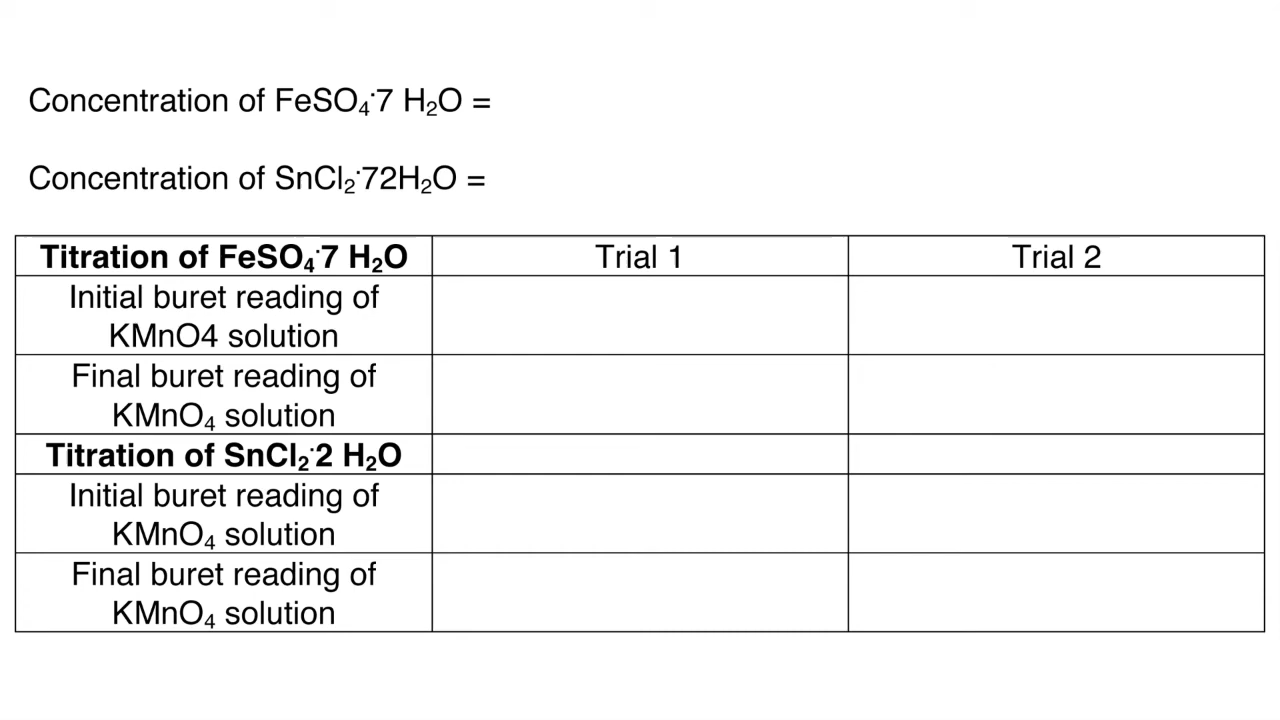 Concentration of FeSO₄·7 H₂O =
Concentration of SnCl₂·72H₂O =
Titration of FeSO₄·7 H₂O Trial 1 Trial 2
Initial buret reading of
KMnO4 solution
Final buret reading of
KMnO₄ solution
Titration of SnCl₂·2 H₂O
Initial buret reading of
KMnO₄ solution
Final buret reading of
KMnO₄ solution